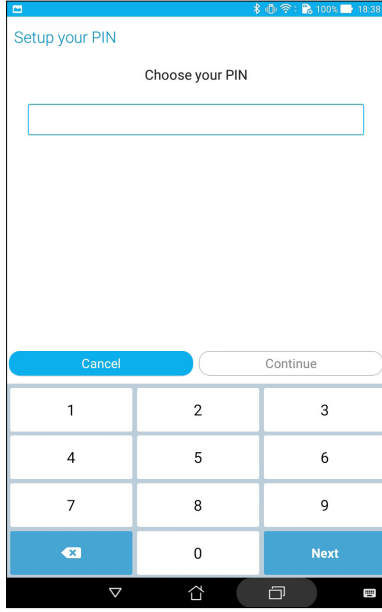 100% 18:38
Setup your PIN
Choose your PIN
Cancel Continue
1 2 3
4 5 6
7 8 9
0 Next